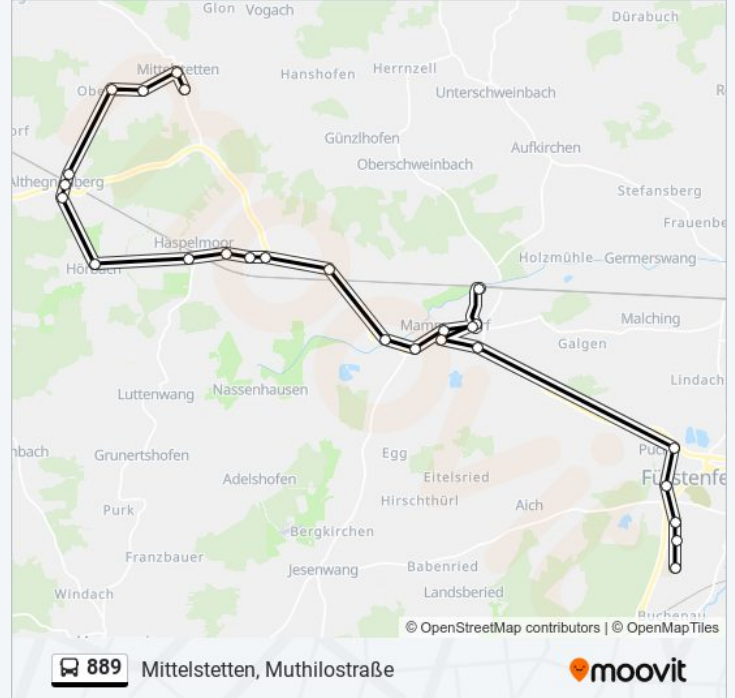 Glon Vogach
Dürabuch
Mittelstetten
Hanshofen
Herrnzell
Unterschweinbach
Günzlhofen
Aufkirchen
Oberschweinbach
Althegnenberg
Stefansberg
Haspelmoor
Holzmühle
Germerswang
Hörbach
Malching
Galgen
Luttenwang
Nassenhausen
Lindach
Grunertshofen
Egg
Adelshofen
Eitelsried
Hirschthürl
Aich
Purk
Bergkirchen
Franzbauer
Jesenwang
Babenried
Windach
Landsberied
Buchenau
© OpenStreetMap contributors | © OpenMapTiles
889 Mittelstetten, Muthilostraße
moovit